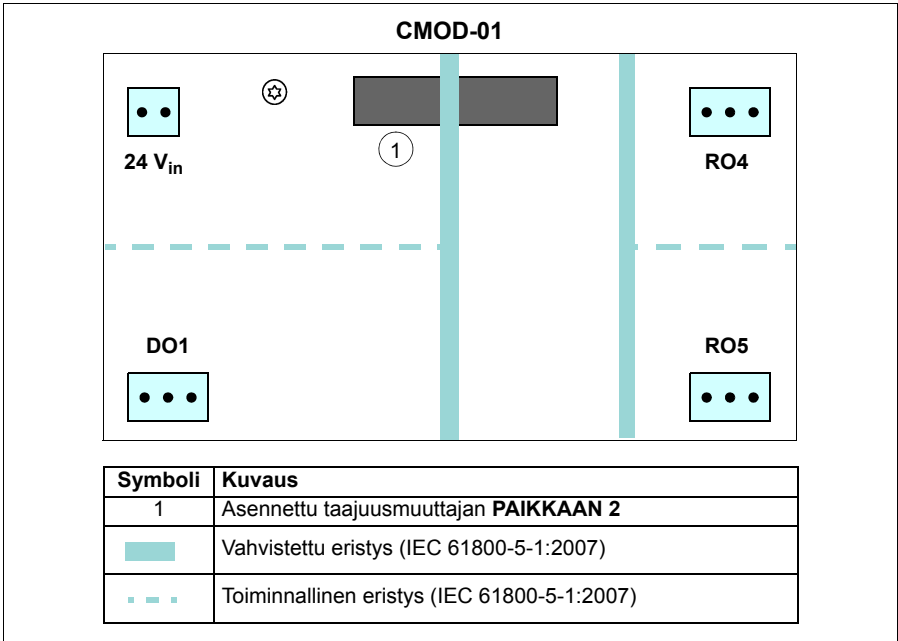 CMOD-01
24 Vin
1
RO4
DO1
RO5
Symboli Kuvaus
1 Asennettu taajuusmuuttajan PAIKKAAN 2
Vahvistettu eristys (IEC 61800-5-1:2007)
Toiminnallinen eristys (IEC 61800-5-1:2007)